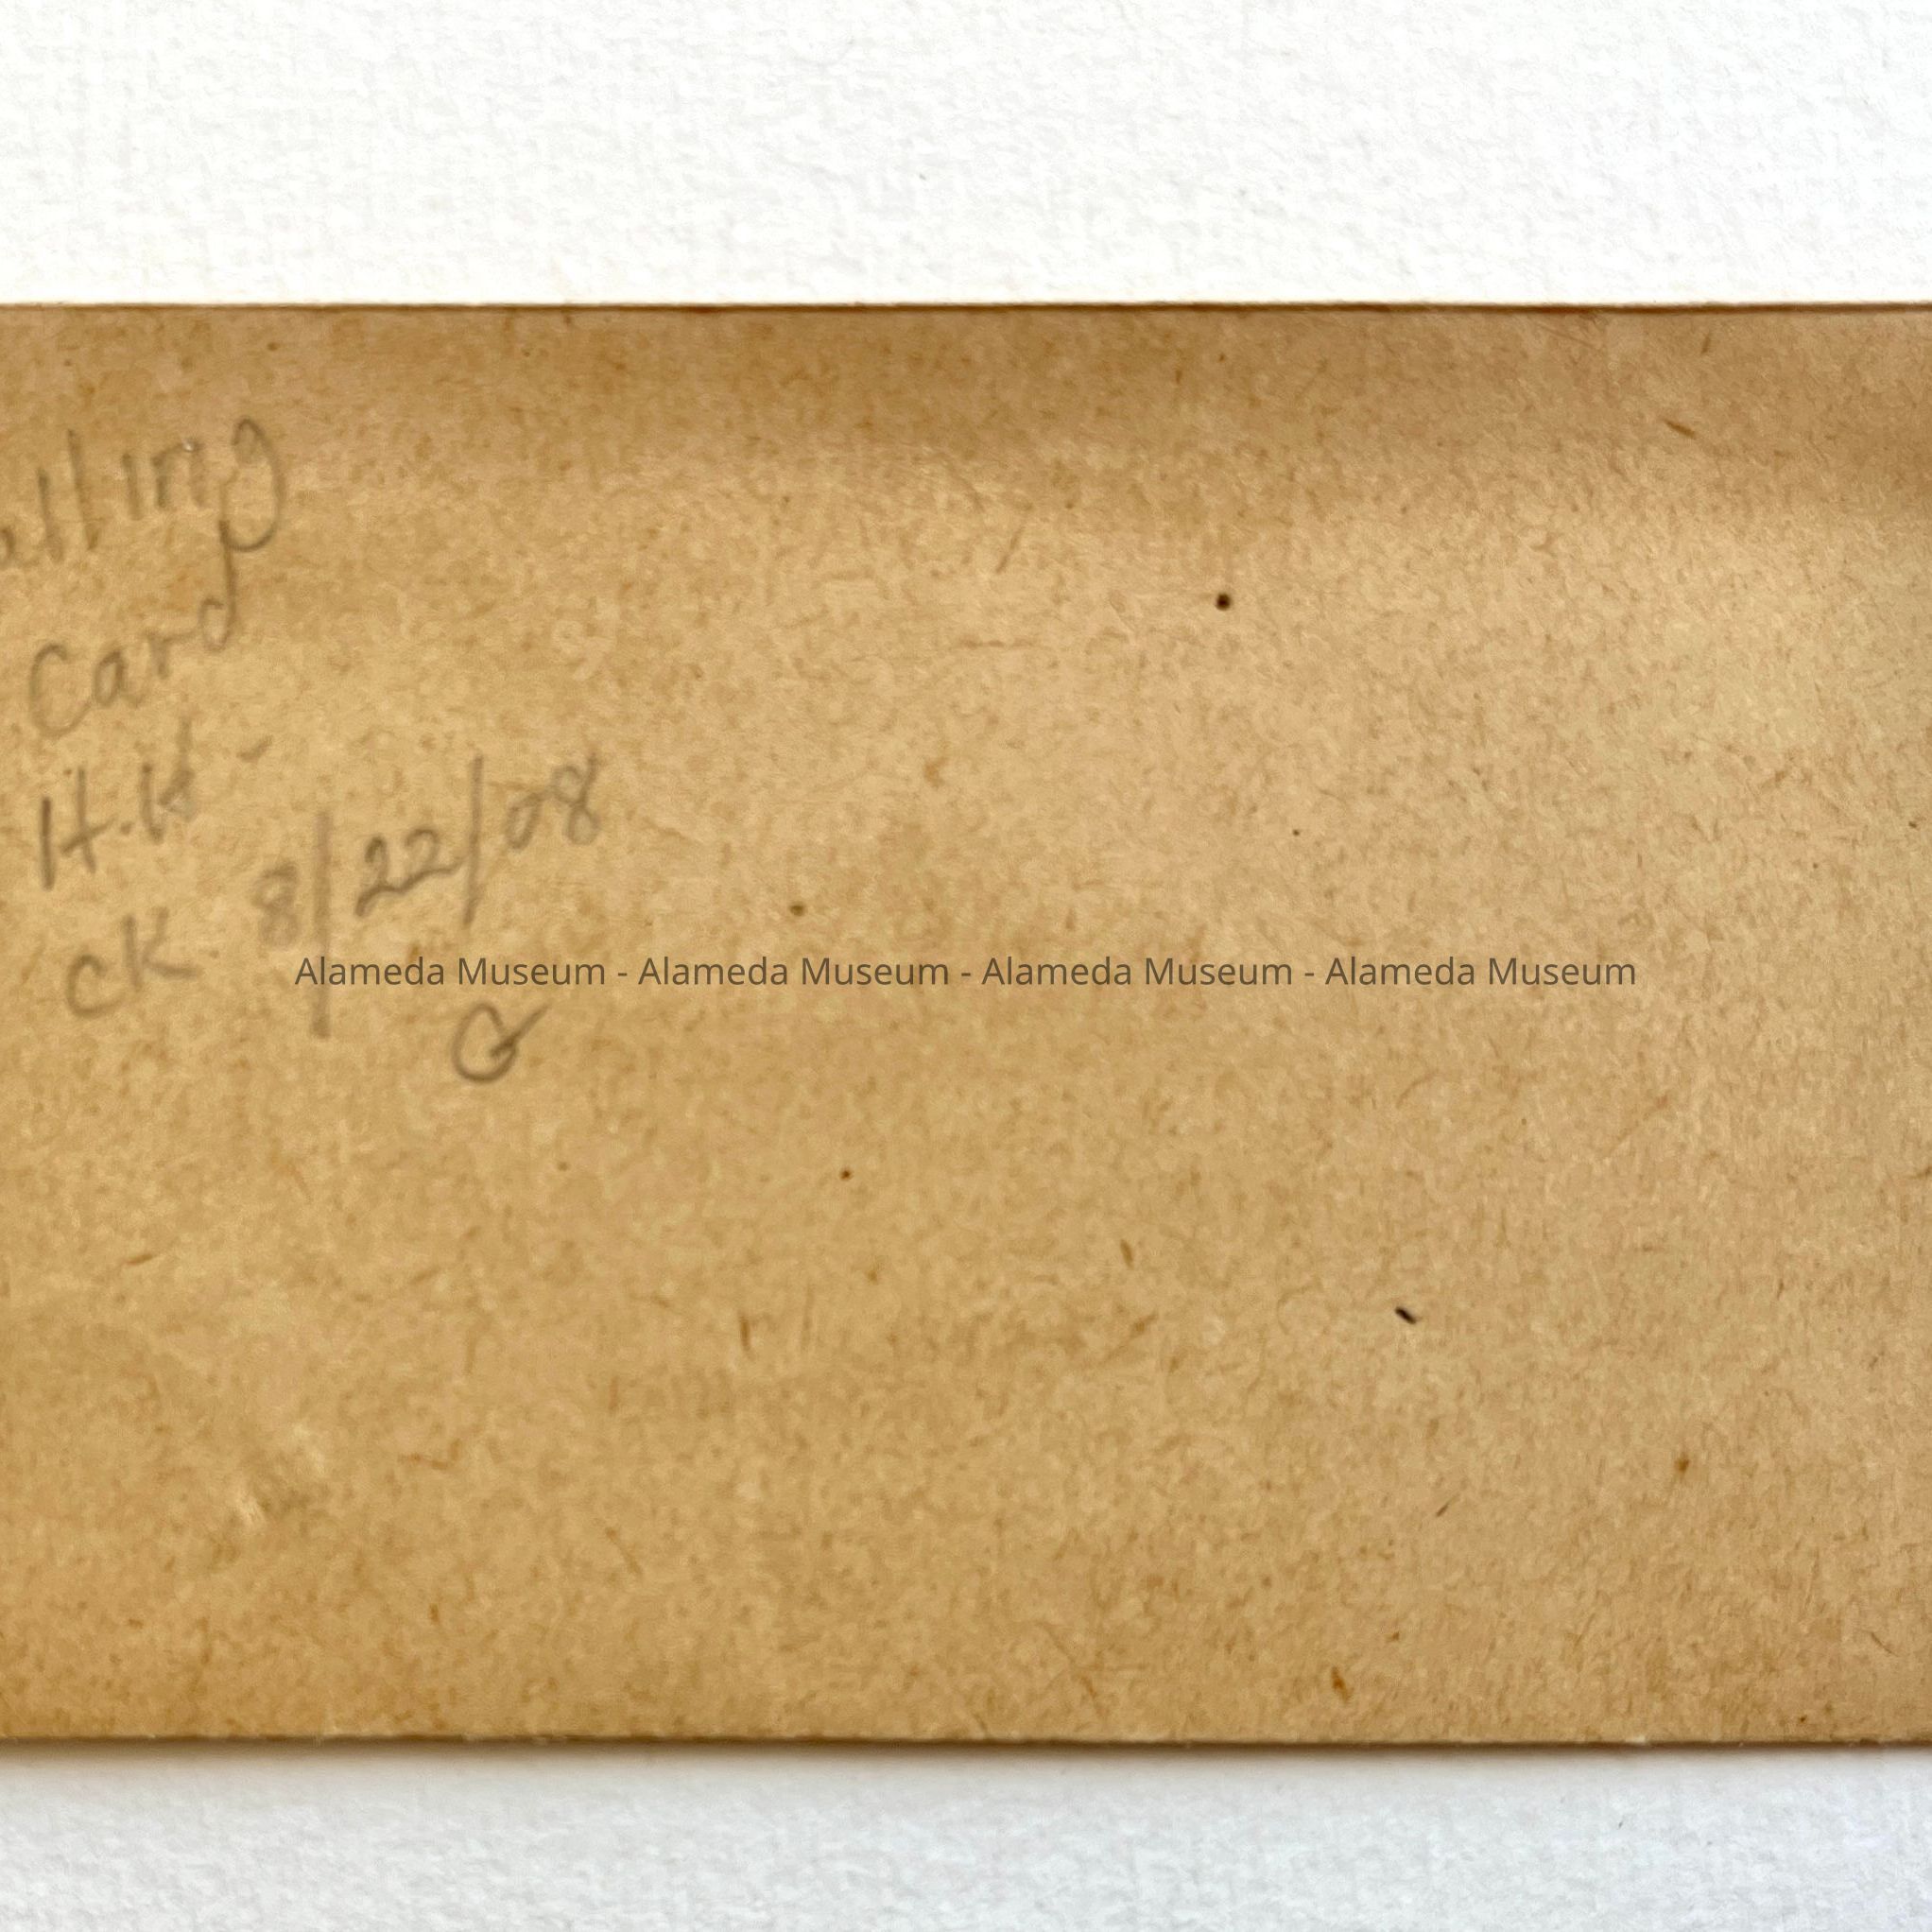 alling
Card
H.H -
CK 8/22/08
G
Alameda Museum - Alameda Museum - Alameda Museum - Alameda Museum